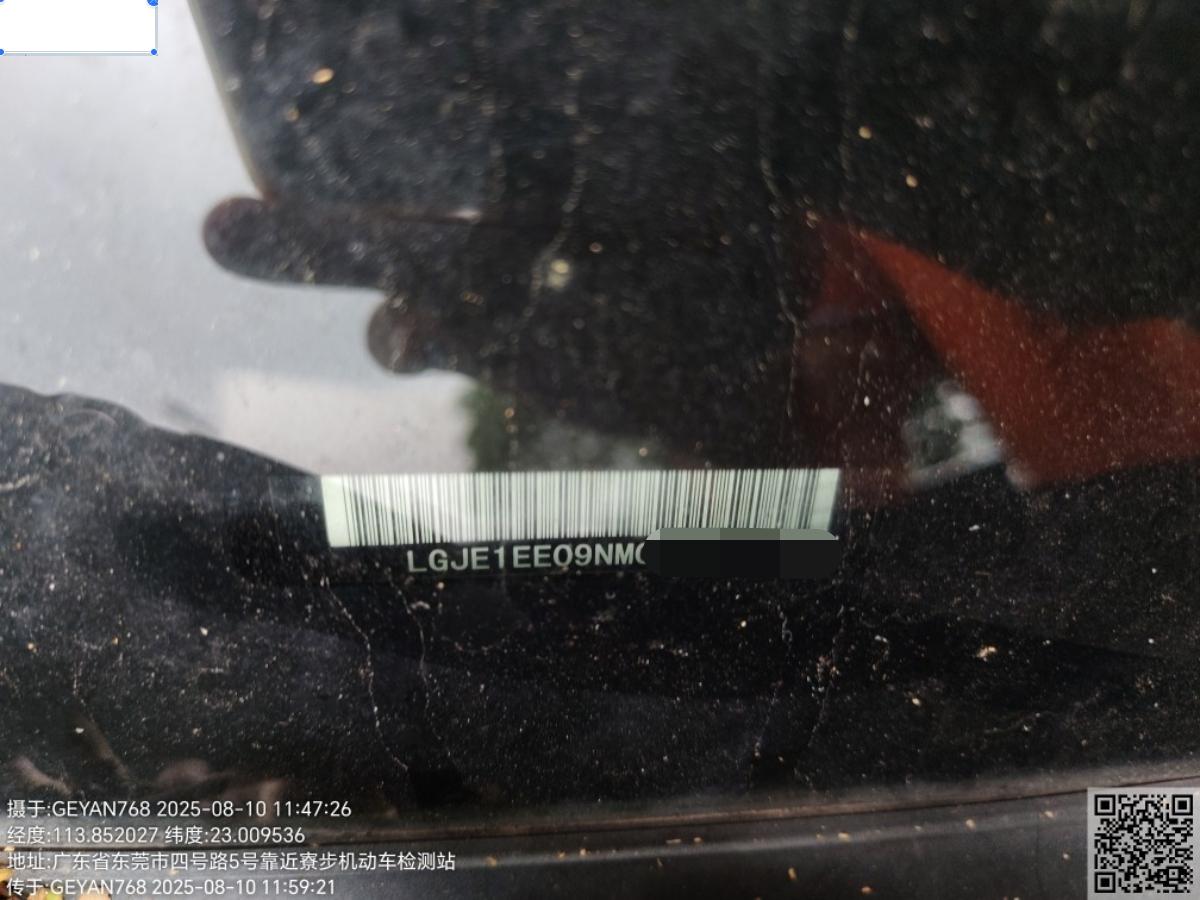 LGJE1EE09NM
摄于:GEYAN768 2025-08-10 11:47:26
经度:113.852027 纬度:23.009536
地址:广东省东莞市四号路5号靠近寮步机动车检测站
传于:GEYAN768 2025-08-10 11:59:21